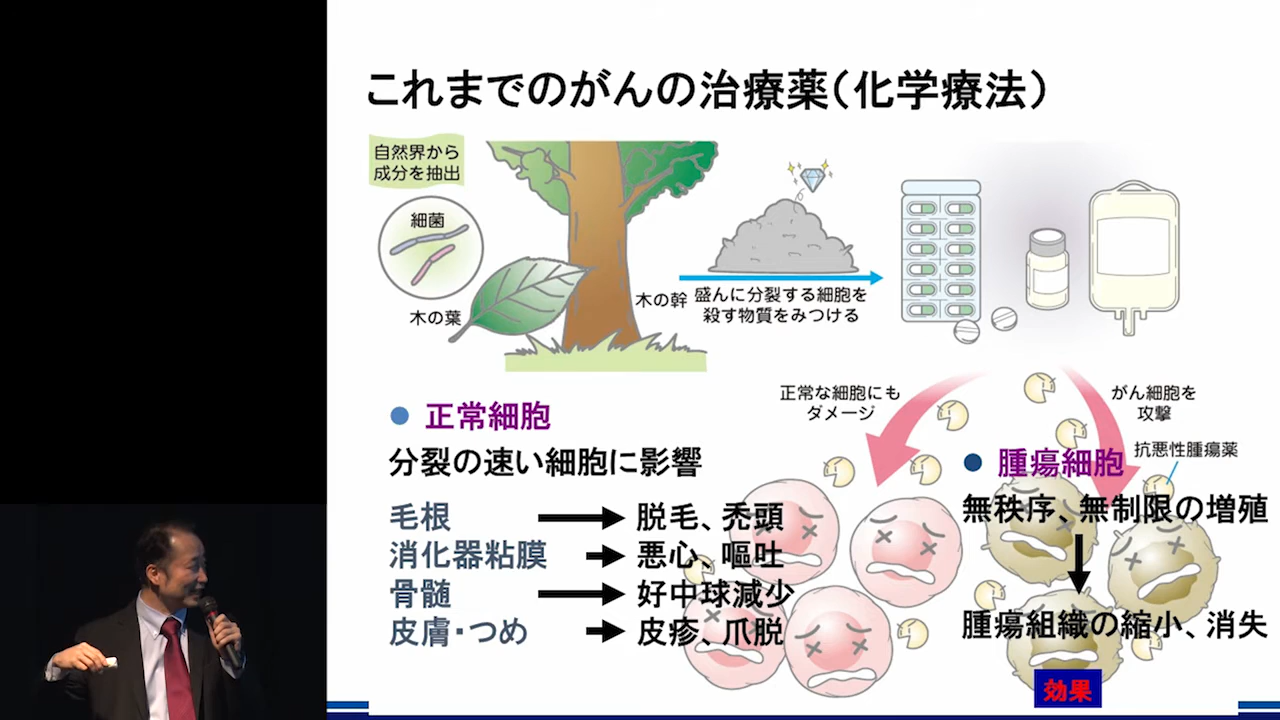 これまでのがんの治療薬（化学療法）
自然界から
成分を抽出
細菌
木の葉
木の幹
盛んに分裂する細胞を
殺す物質をみつける
正常な細胞にも
ダメージ
がん細胞を
攻撃
抗悪性腫瘍薬
● 正常細胞
分裂の速い細胞に影響
毛根 → 脱毛、禿頭
消化器粘膜 → 悪心、嘔吐
骨髄 → 好中球減少
皮膚・つめ → 皮疹、爪脱
● 腫瘍細胞
無秩序、無制限の増殖
腫瘍組織の縮小、消失
効果